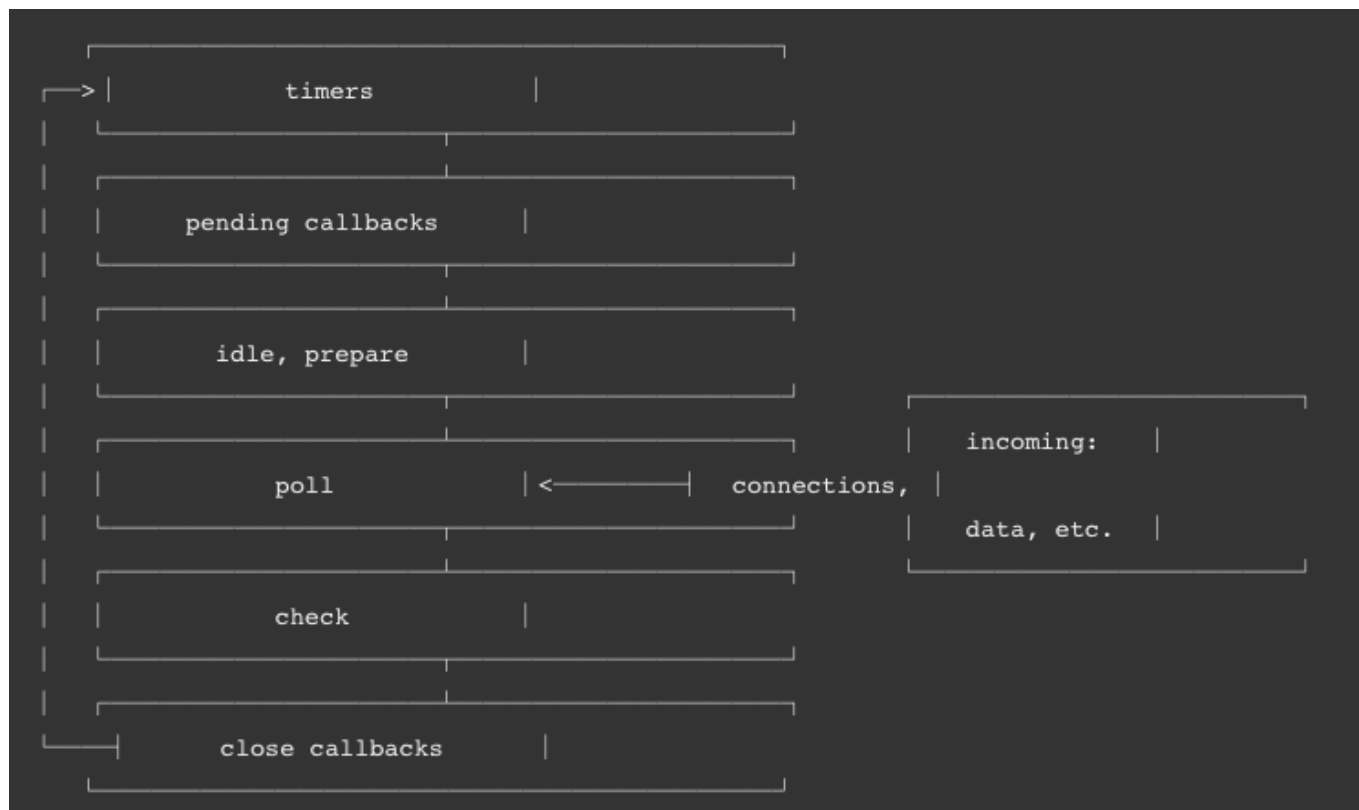 timers
pending callbacks
idle, prepare
incoming:
poll
connections,
data, etc.
check
close callbacks